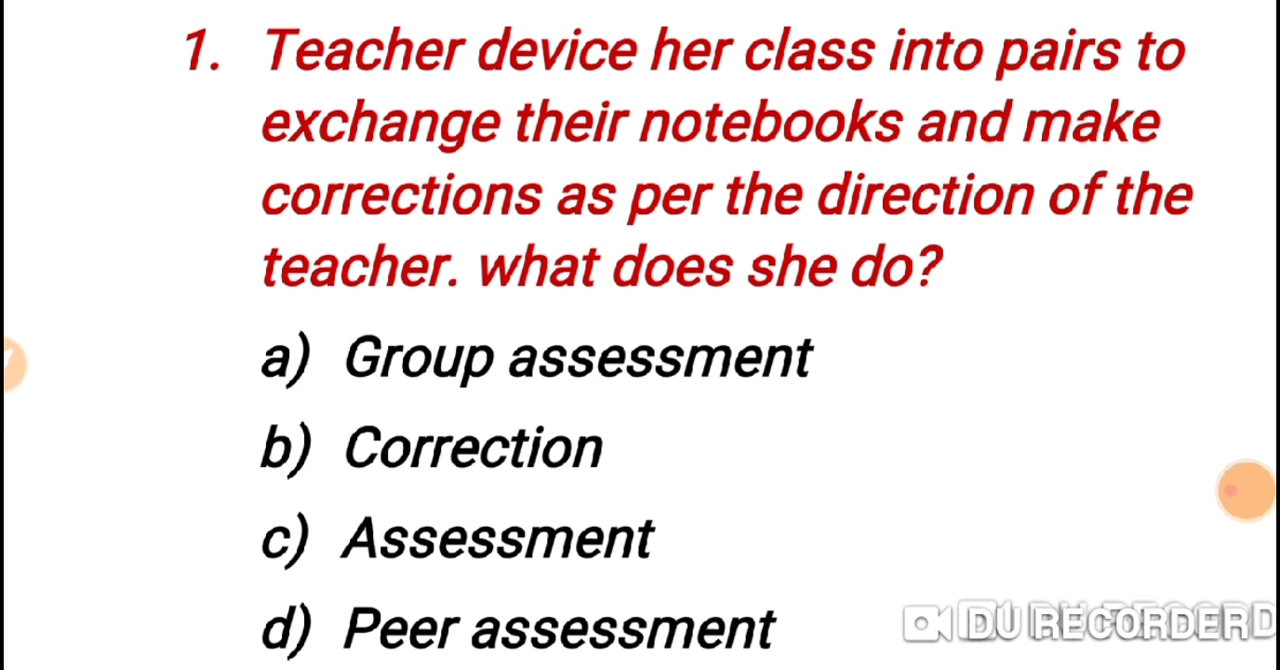 1. Teacher device her class into pairs to
exchange their notebooks and make
corrections as per the direction of the
teacher. what does she do?
a) Group assessment
b) Correction
c) Assessment
d) Peer assessment
DU RECORDER